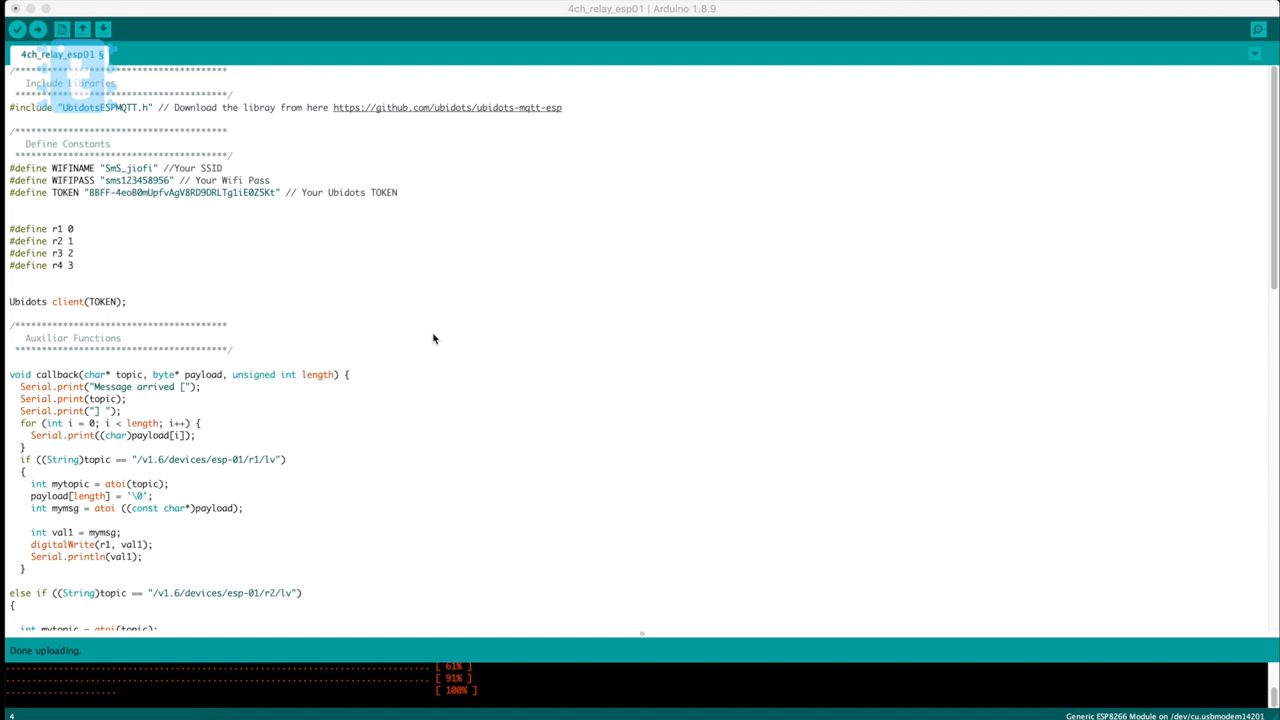 4ch_relay_esp01 | Arduino 1.8.9
4ch_relay_esp01 §
/****************************************
Include Libraries
****************************************/
#include "UbidotsESPMQTT.h" // Download the libray from here https://github.com/ubidots/ubidots-mqtt-esp
/****************************************
Define Constants
****************************************/
#define WIFINAME "SmS_jiofi" //Your SSID
#define WIFIPASS "sms123458956" // Your Wifi Pass
#define TOKEN "BBFF-4eoB0mUpfvAgV8RD9DRLTg1iE0Z5Kt" // Your Ubidots TOKEN
#define r1 0
#define r2 1
#define r3 2
#define r4 3
Ubidots client(TOKEN);
/****************************************
Auxiliar Functions
****************************************/
void callback(char* topic, byte* payload, unsigned int length) {
Serial.print("Message arrived [");
Serial.print(topic);
Serial.print("] ");
for (int i = 0; i < length; i++) {
Serial.print((char)payload[i]);
}
if ((String)topic == "/v1.6/devices/esp-01/r1/lv")
{
int mytopic = atoi(topic);
payload[length] = '\0';
int mymsg = atoi ((const char*)payload);
int val1 = mymsg;
digitalWrite(r1, val1);
Serial.println(val1);
}
else if ((String)topic == "/v1.6/devices/esp-01/r2/lv")
{
int mytopic = atoi(topic);
Done uploading.
................................................................................ [ 61% ]
................................................................................ [ 91% ]
..................... [ 100% ]
4
Generic ESP8266 Module on /dev/cu.usbmodem14201